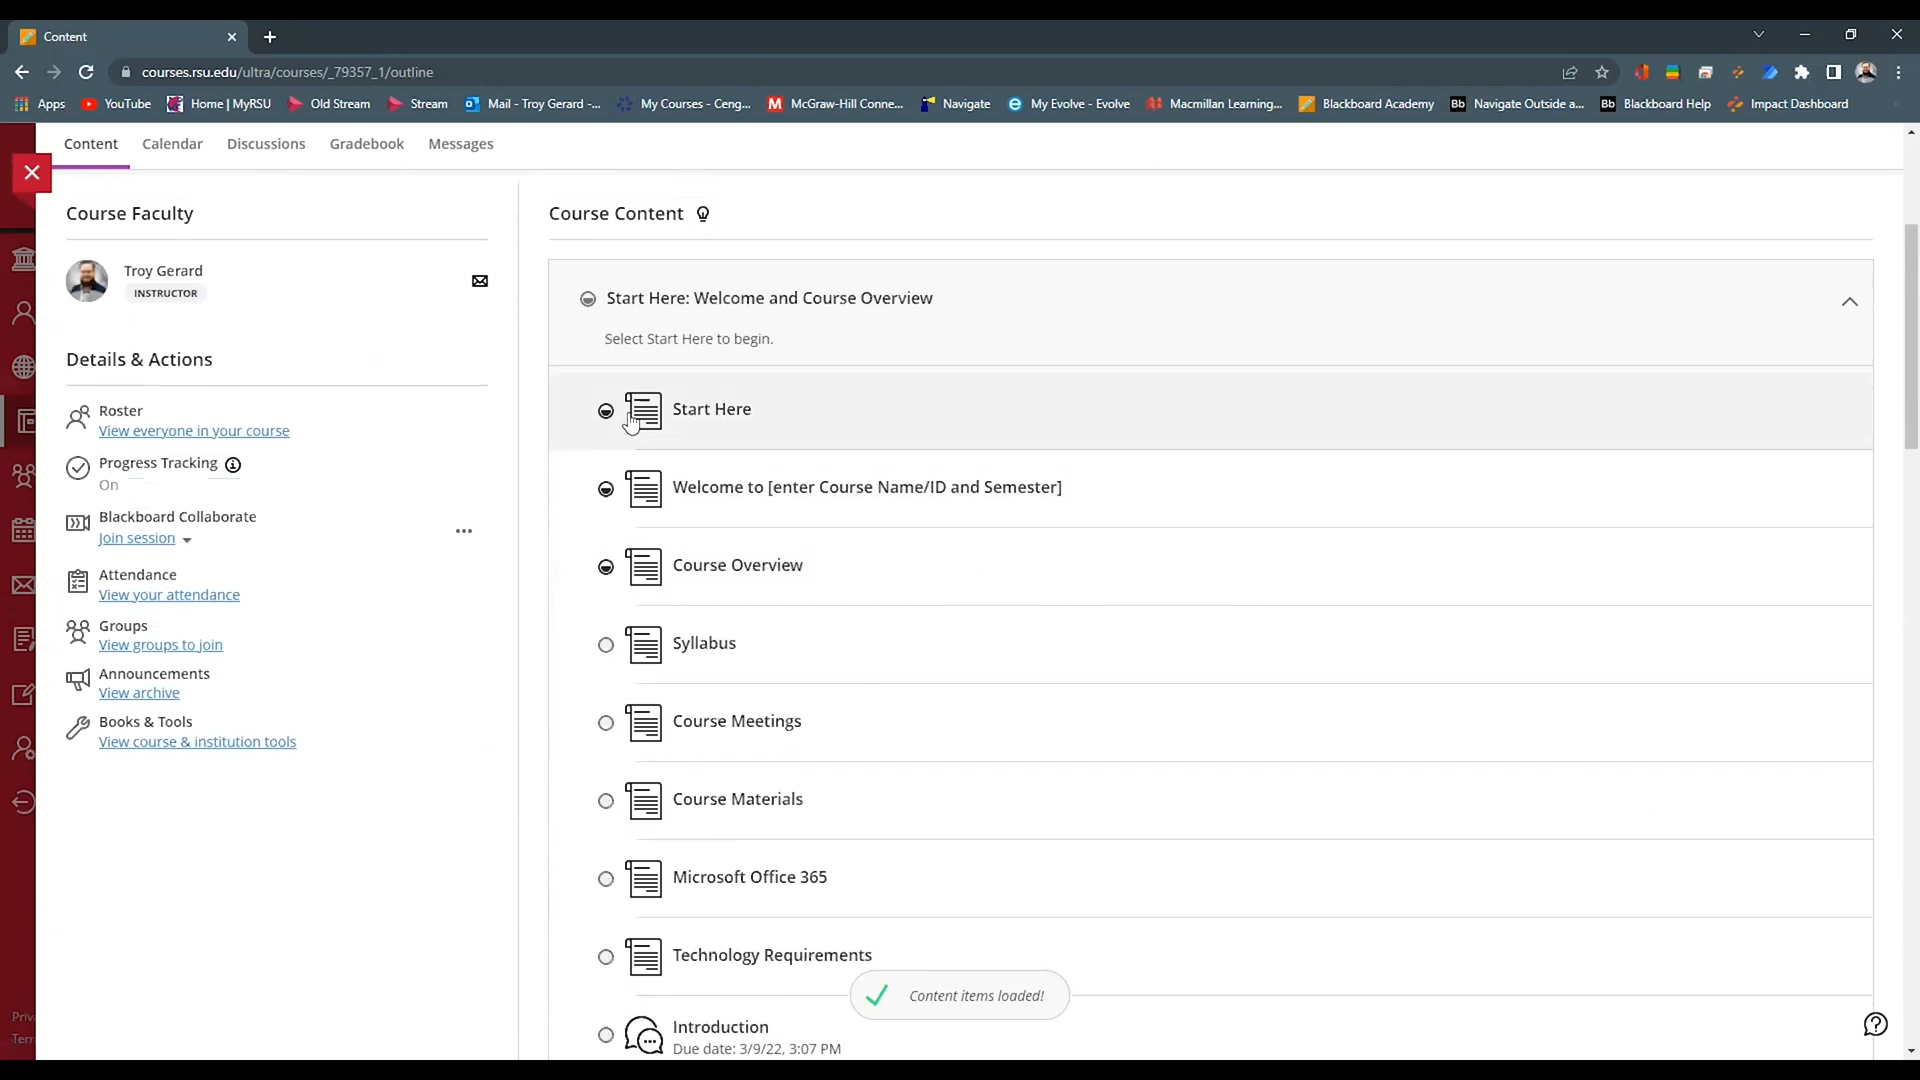 Content
courses.rsu.edu/ultra/courses/_79357_1/outline
Apps YouTube Home | MyRSU Old Stream Stream Mail - Troy Gerard -... My Courses - Ceng... McGraw-Hill Conne... Navigate My Evolve - Evolve Macmillan Learning... Blackboard Academy Bb Navigate Outside a... Bb Blackboard Help Impact Dashboard
Content Calendar Discussions Gradebook Messages
Course Faculty
Troy Gerard
INSTRUCTOR
Details & Actions
Roster
View everyone in your course
Progress Tracking
On
Blackboard Collaborate
Join session
Attendance
View your attendance
Groups
View groups to join
Announcements
View archive
Books & Tools
View course & institution tools
Priv
Tern
Course Content
Start Here: Welcome and Course Overview
Select Start Here to begin.
Start Here
Welcome to [enter Course Name/ID and Semester]
Course Overview
Syllabus
Course Meetings
Course Materials
Microsoft Office 365
Technology Requirements
Content items loaded!
Introduction
Due date: 3/9/22, 3:07 PM